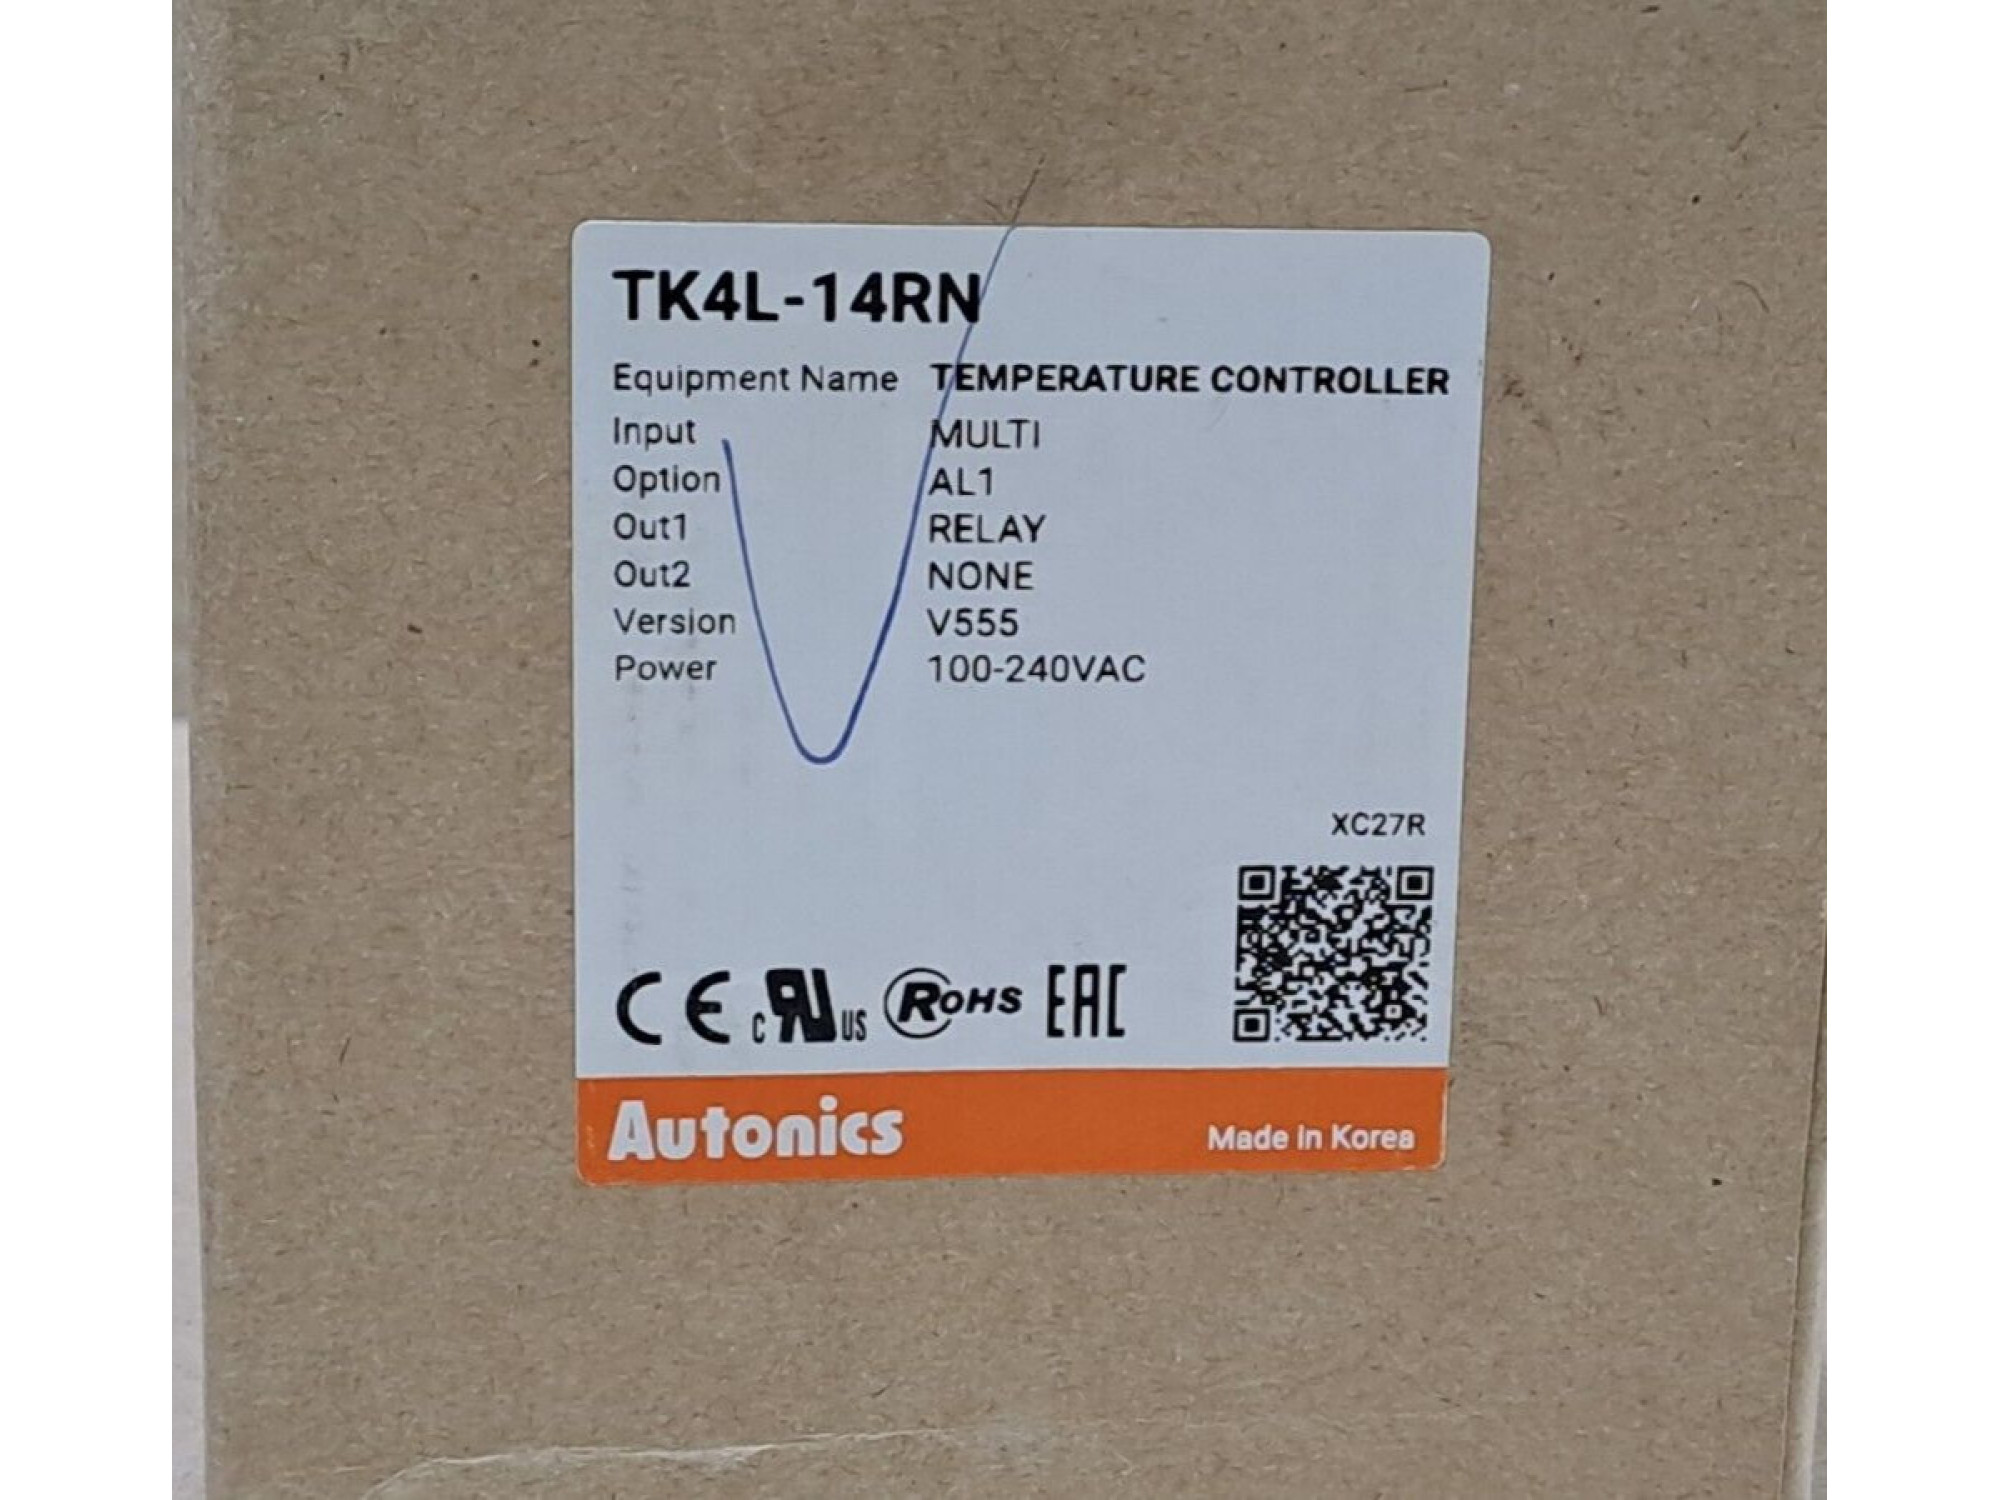 TK4L-14RN
Equipment Name TEMPERATURE CONTROLLER
Input MULTI
Option AL1
Out1 RELAY
Out2 NONE
Version V555
Power 100-240VAC
XC27R
CE c RU US RoHS EAC
Autonics Made in Korea